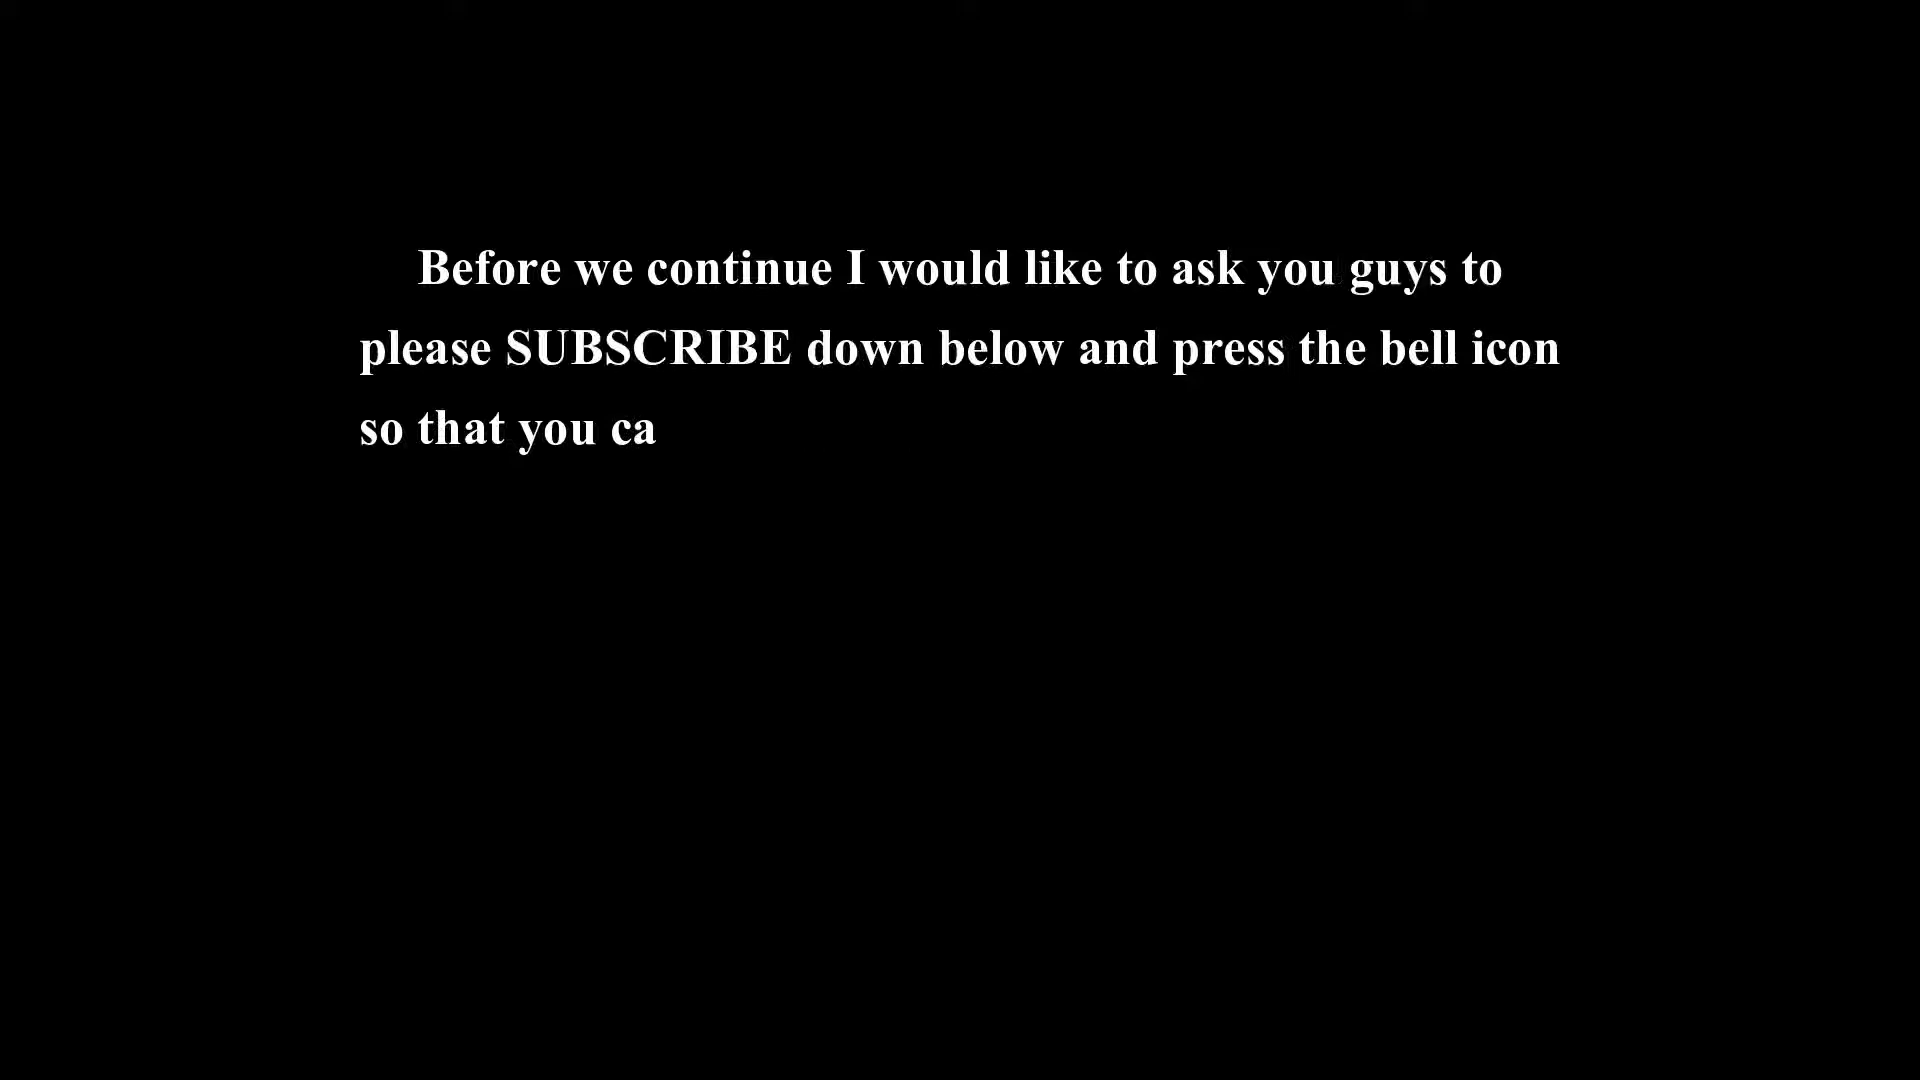 Before we continue I would like to ask you guys to
please SUBSCRIBE down below and press the bell icon
so that you ca